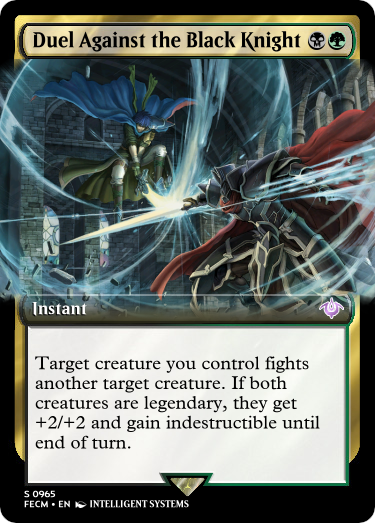 Duel Against the Black Knight
Instant
Target creature you control fights
another target creature. If both
creatures are legendary, they get
+2/+2 and gain indestructible until
end of turn.
S 0965
FECM • EN INTELLIGENT SYSTEMS